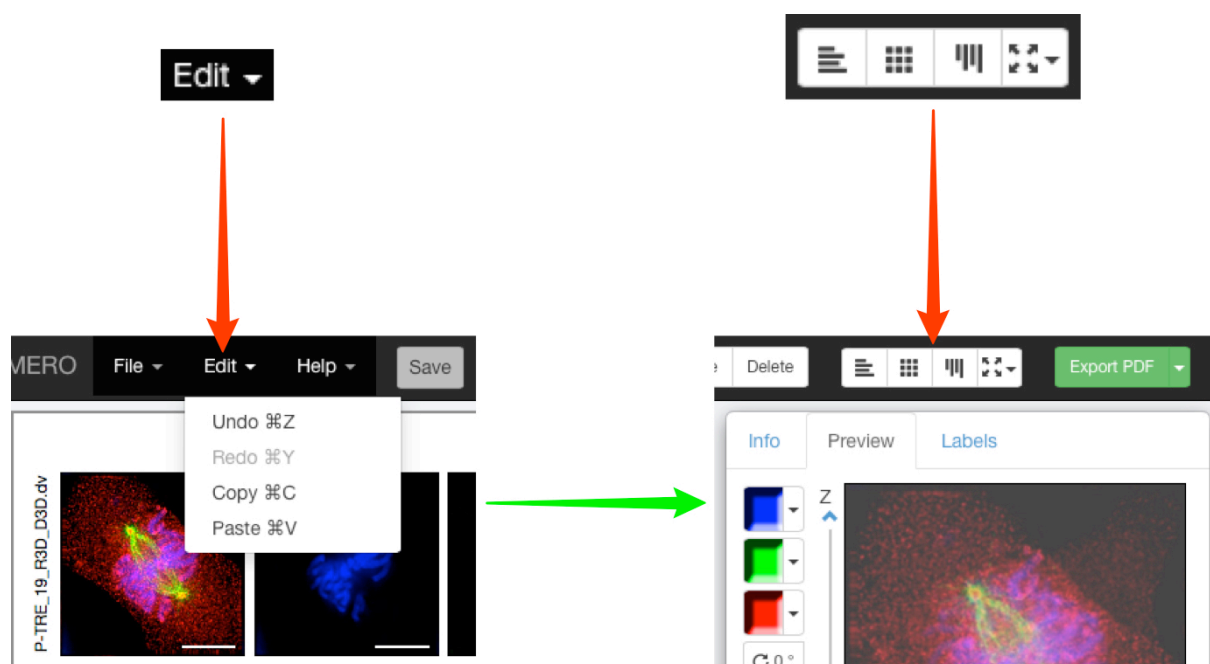 Edit
MERO File Edit Help Save
Undo ⌘Z
Redo ⌘Y
Copy ⌘C
Paste ⌘V
P-TRE_19_R3D_D3D.dv
Delete Export PDF
Info Preview Labels
Z
0 °